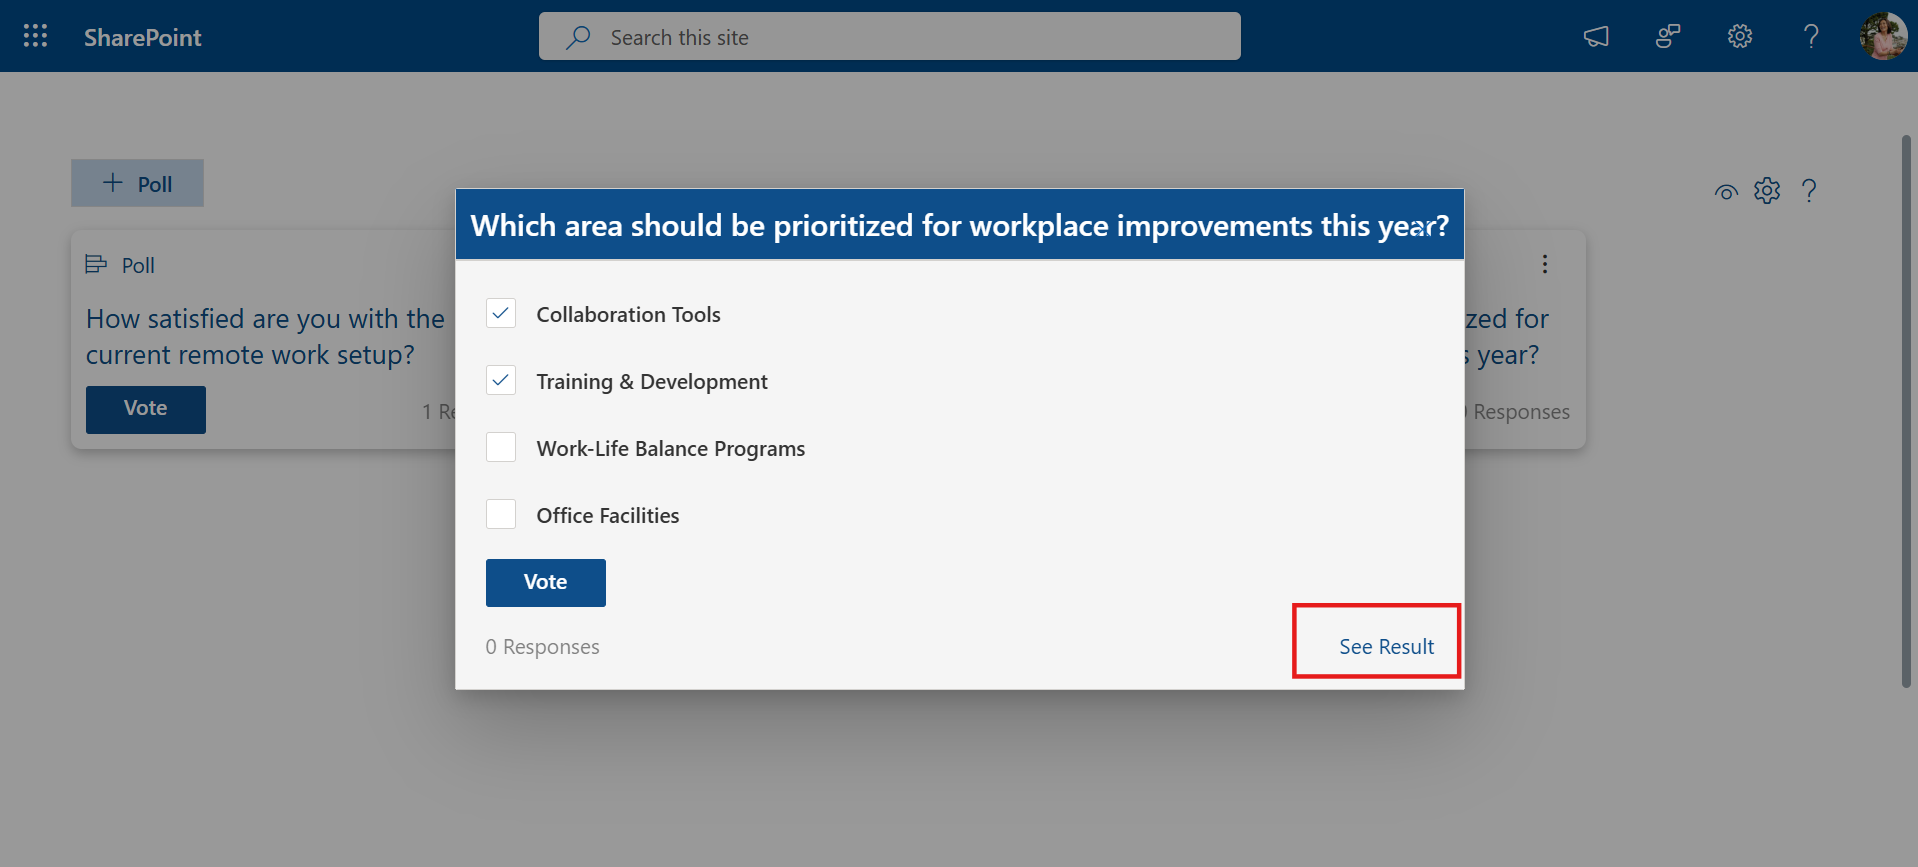 SharePoint
Search this site
Poll
Which area should be prioritized for workplace improvements this year?
Poll
How satisfied are you with the
current remote work setup?
Vote
1 Re
Collaboration Tools
Training & Development
Work-Life Balance Programs
Office Facilities
Vote
0 Responses
See Result
zed for
s year?
Responses